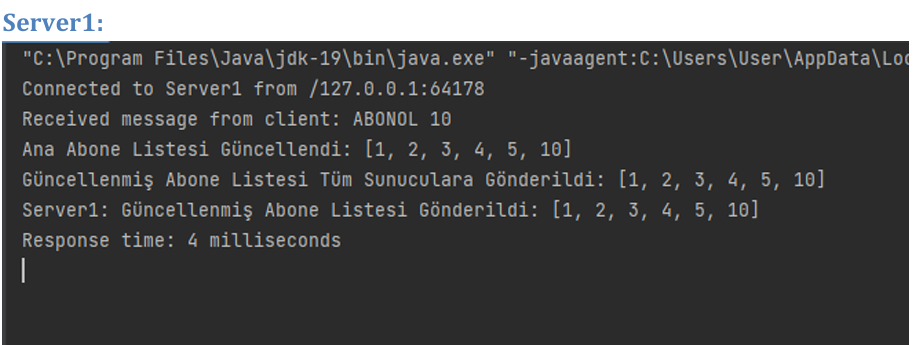 Server1:
"C:\Program Files\Java\jdk-19\bin\java.exe" "-javaagent:C:\Users\User\AppData\Loc
Connected to Server1 from /127.0.0.1:64178
Received message from client: ABONOL 10
Ana Abone Listesi Güncellendi: [1, 2, 3, 4, 5, 10]
Güncellenmiş Abone Listesi Tüm Sunuculara Gönderildi: [1, 2, 3, 4, 5, 10]
Server1: Güncellenmiş Abone Listesi Gönderildi: [1, 2, 3, 4, 5, 10]
Response time: 4 milliseconds